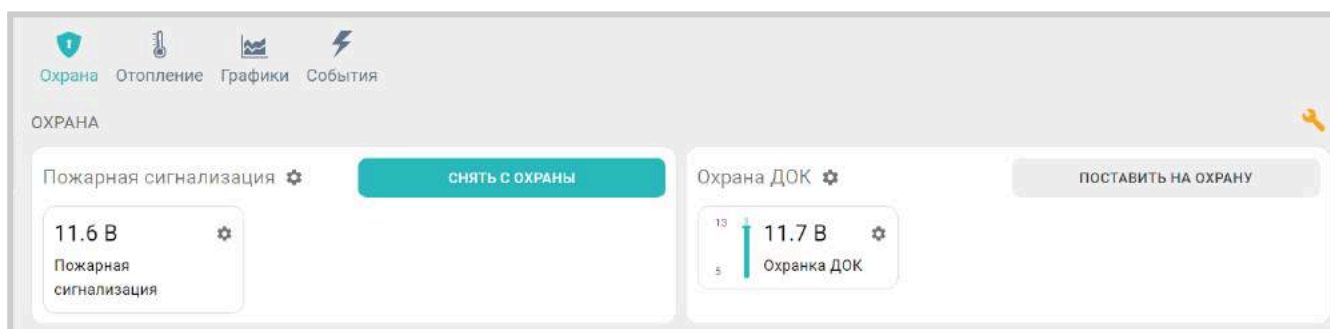 Охрана Отопление Графики События
ОХРАНА
Пожарная сигнализация СНЯТЬ С ОХРАНЫ
11.6 В
Пожарная
сигнализация
Охрана ДОК ПОСТАВИТЬ НА ОХРАНУ
13
11.7 В
5
Охранка ДОК